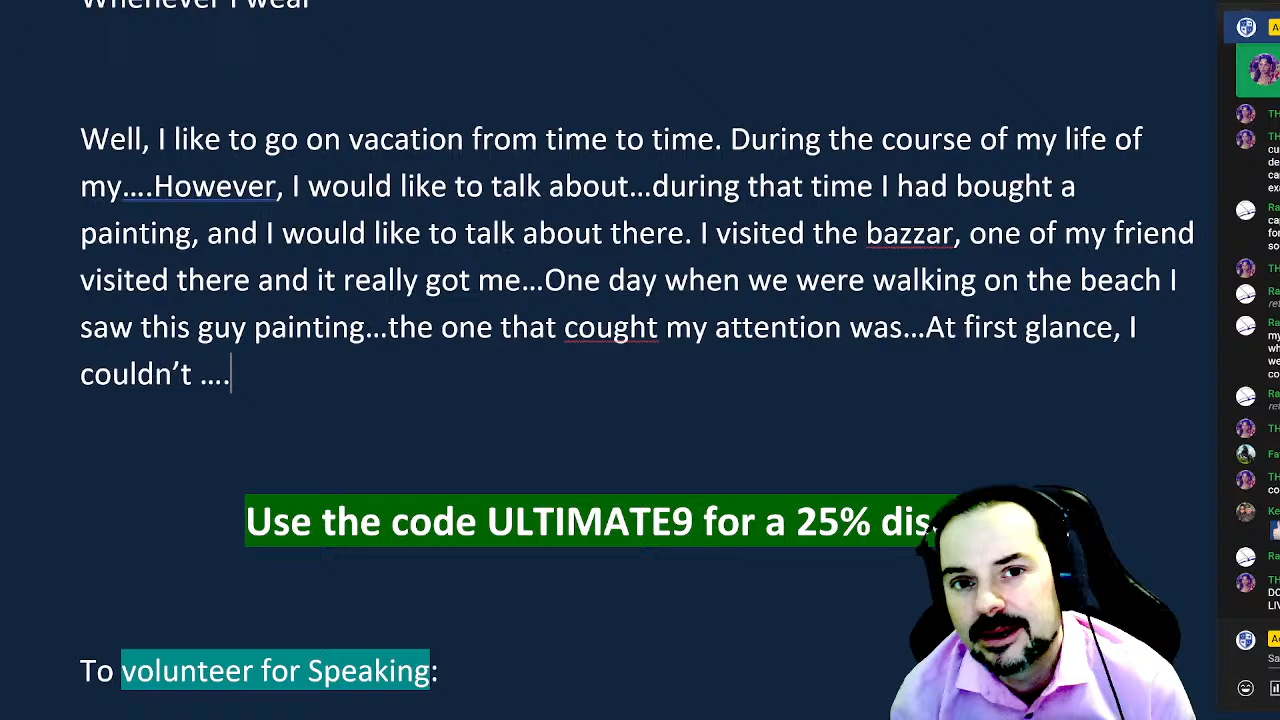 Whenever I wear
Well, I like to go on vacation from time to time. During the course of my life of
my….However, I would like to talk about…during that time I had bought a
painting, and I would like to talk about there. I visited the bazzar, one of my friend
visited there and it really got me…One day when we were walking on the beach I
saw this guy painting…the one that cought my attention was…At first glance, I
couldn’t ….
Use the code ULTIMATE9 for a 25% dis
To volunteer for Speaking: